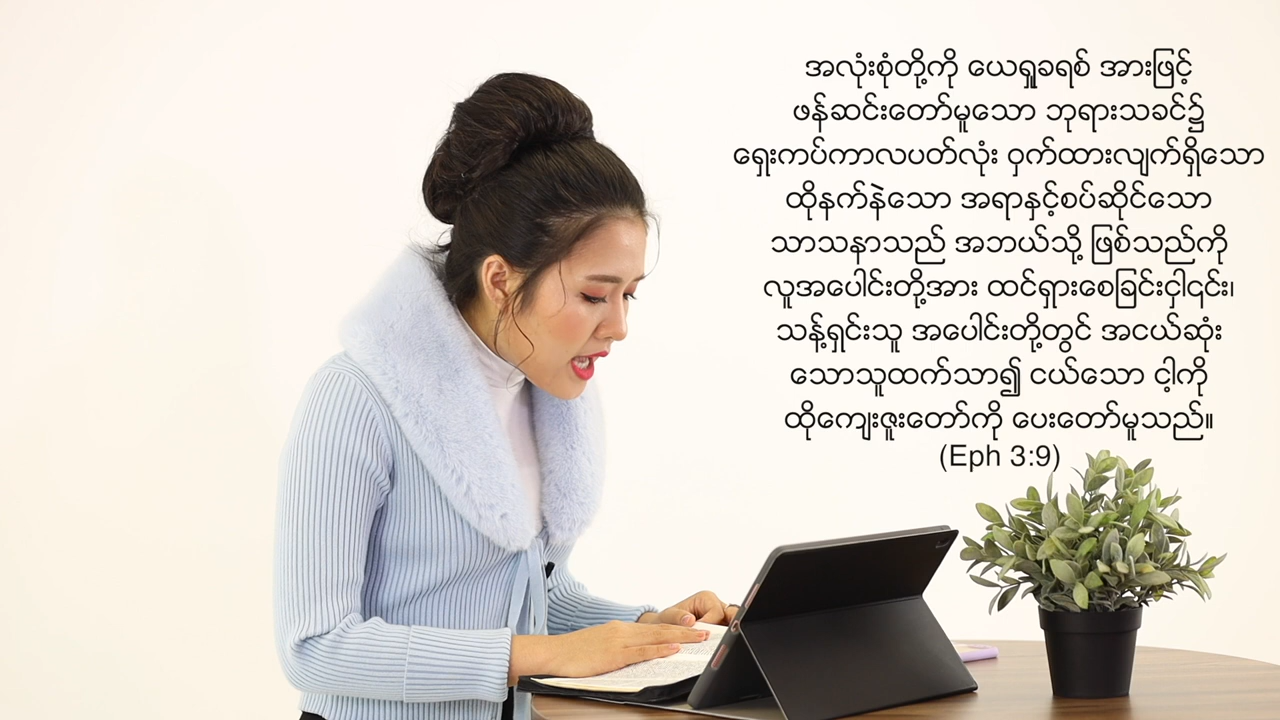 အလုံးစုံတို့ကို ယေရှုခရစ် အားဖြင့်
ဖန်ဆင်းတော်မူသော ဘုရားသခင်၌
ရှေးကပ်ကာလပတ်လုံး ဝှက်ထားလျက်ရှိသော
ထိုနက်နဲသော အရာနှင့်စပ်ဆိုင်သော
သာသနာသည် အဘယ်သို့ ဖြစ်သည်ကို
လူအပေါင်းတို့အား ထင်ရှားစေခြင်းငှါ၎င်း၊
သန့်ရှင်းသူ အပေါင်းတို့တွင် အငယ်ဆုံး
သောသူထက်သာ၍ ငယ်သော ငါ့ကို
ထိုကျေးဇူးတော်ကို ပေးတော်မူသည်။
(Eph 3:9)